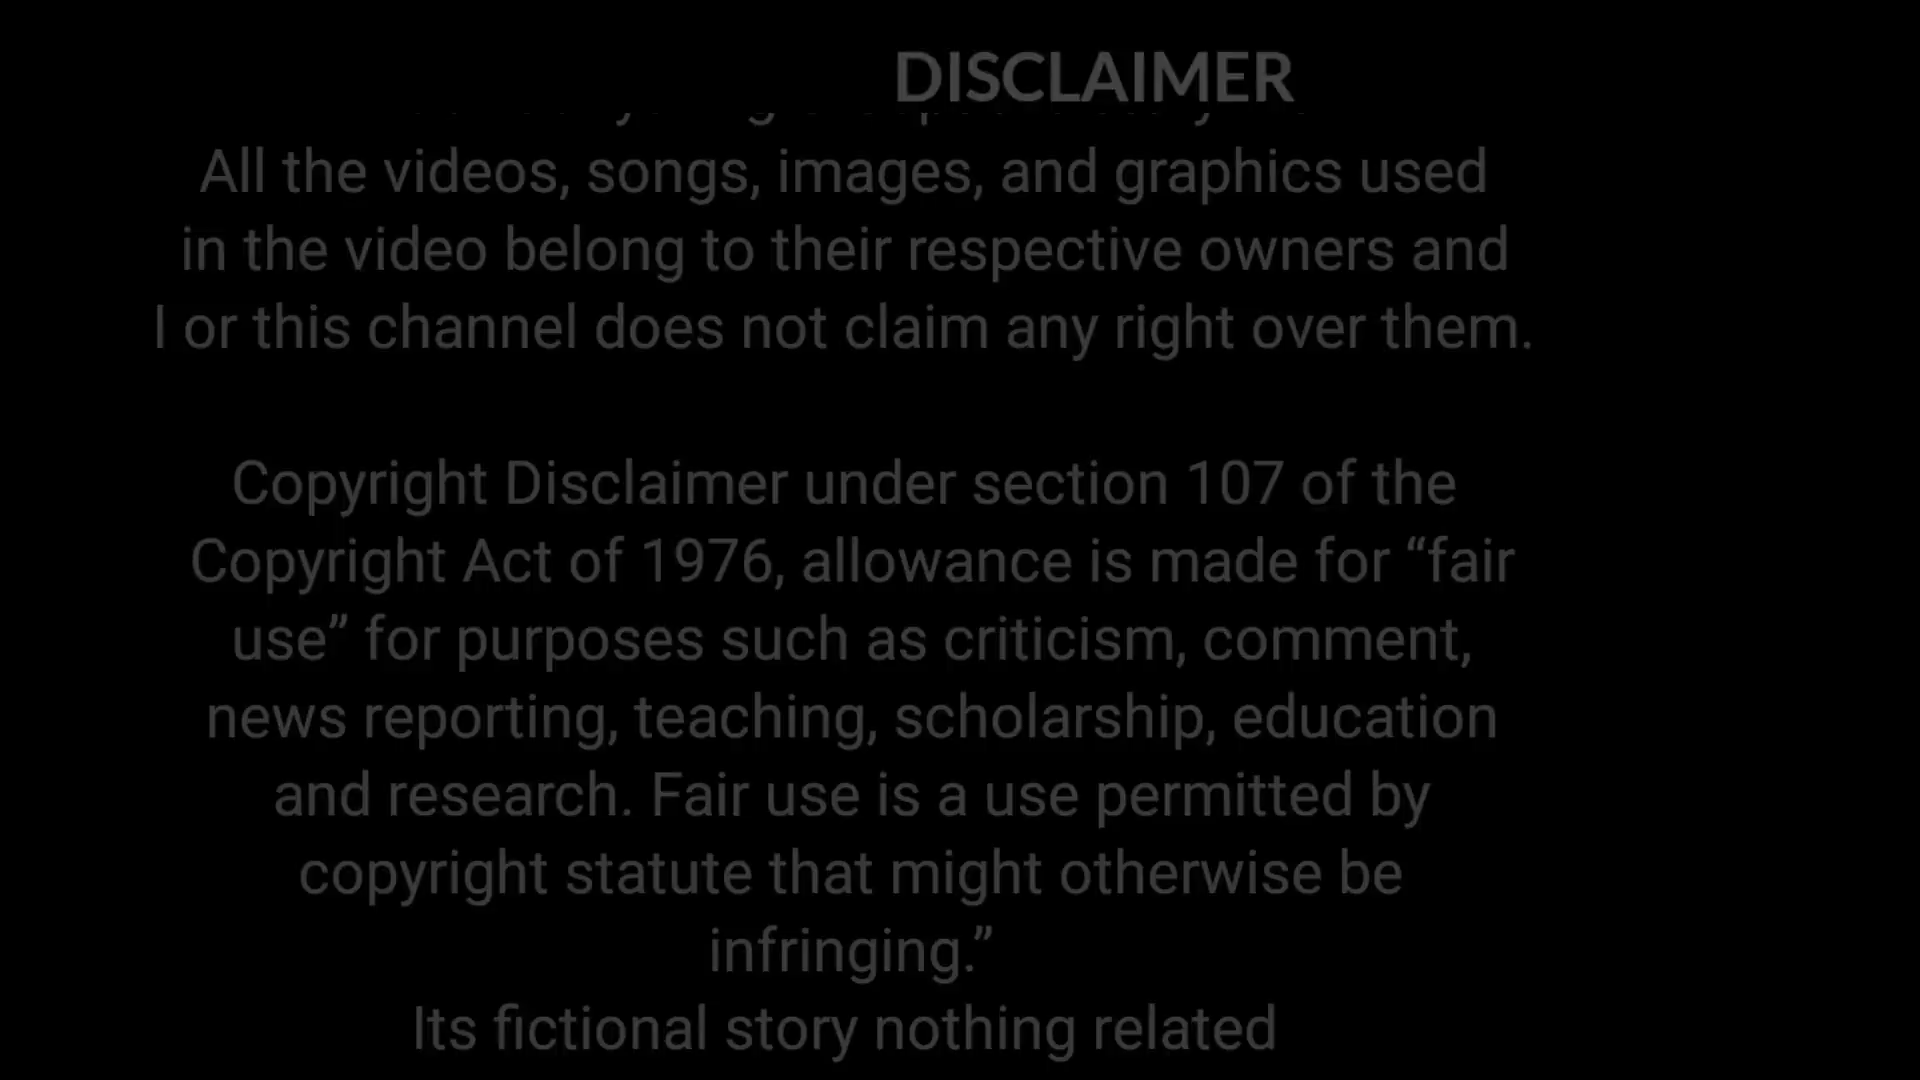 DISCLAIMER
All the videos, songs, images, and graphics used
in the video belong to their respective owners and
I or this channel does not claim any right over them.
Copyright Disclaimer under section 107 of the
Copyright Act of 1976, allowance is made for “fair
use” for purposes such as criticism, comment,
news reporting, teaching, scholarship, education
and research. Fair use is a use permitted by
copyright statute that might otherwise be
infringing.”
Its fictional story nothing related